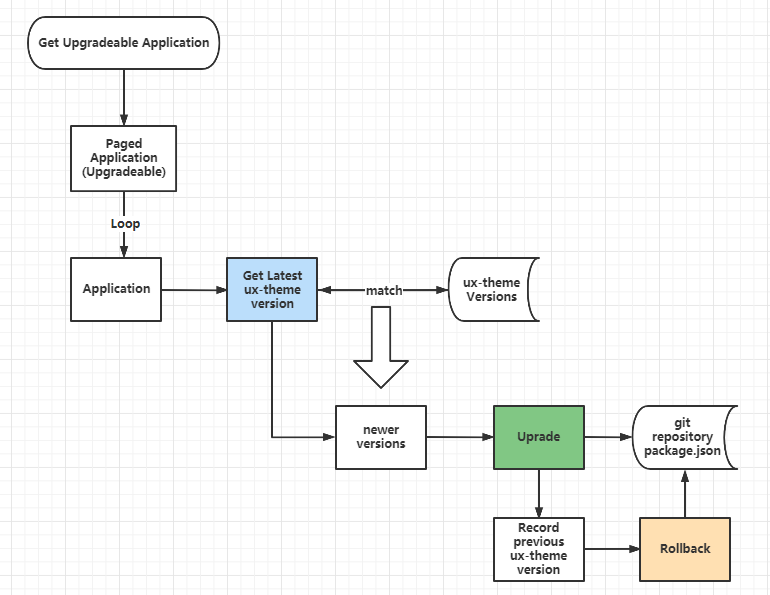 Get Upgradeable Application
Paged
Application
(Upgradeable)
Loop
Application
Get Latest
ux-theme
version
match
ux-theme
Versions
newer
versions
Uprade
git
repository
package.json
Record
previous
ux-theme
version
Rollback